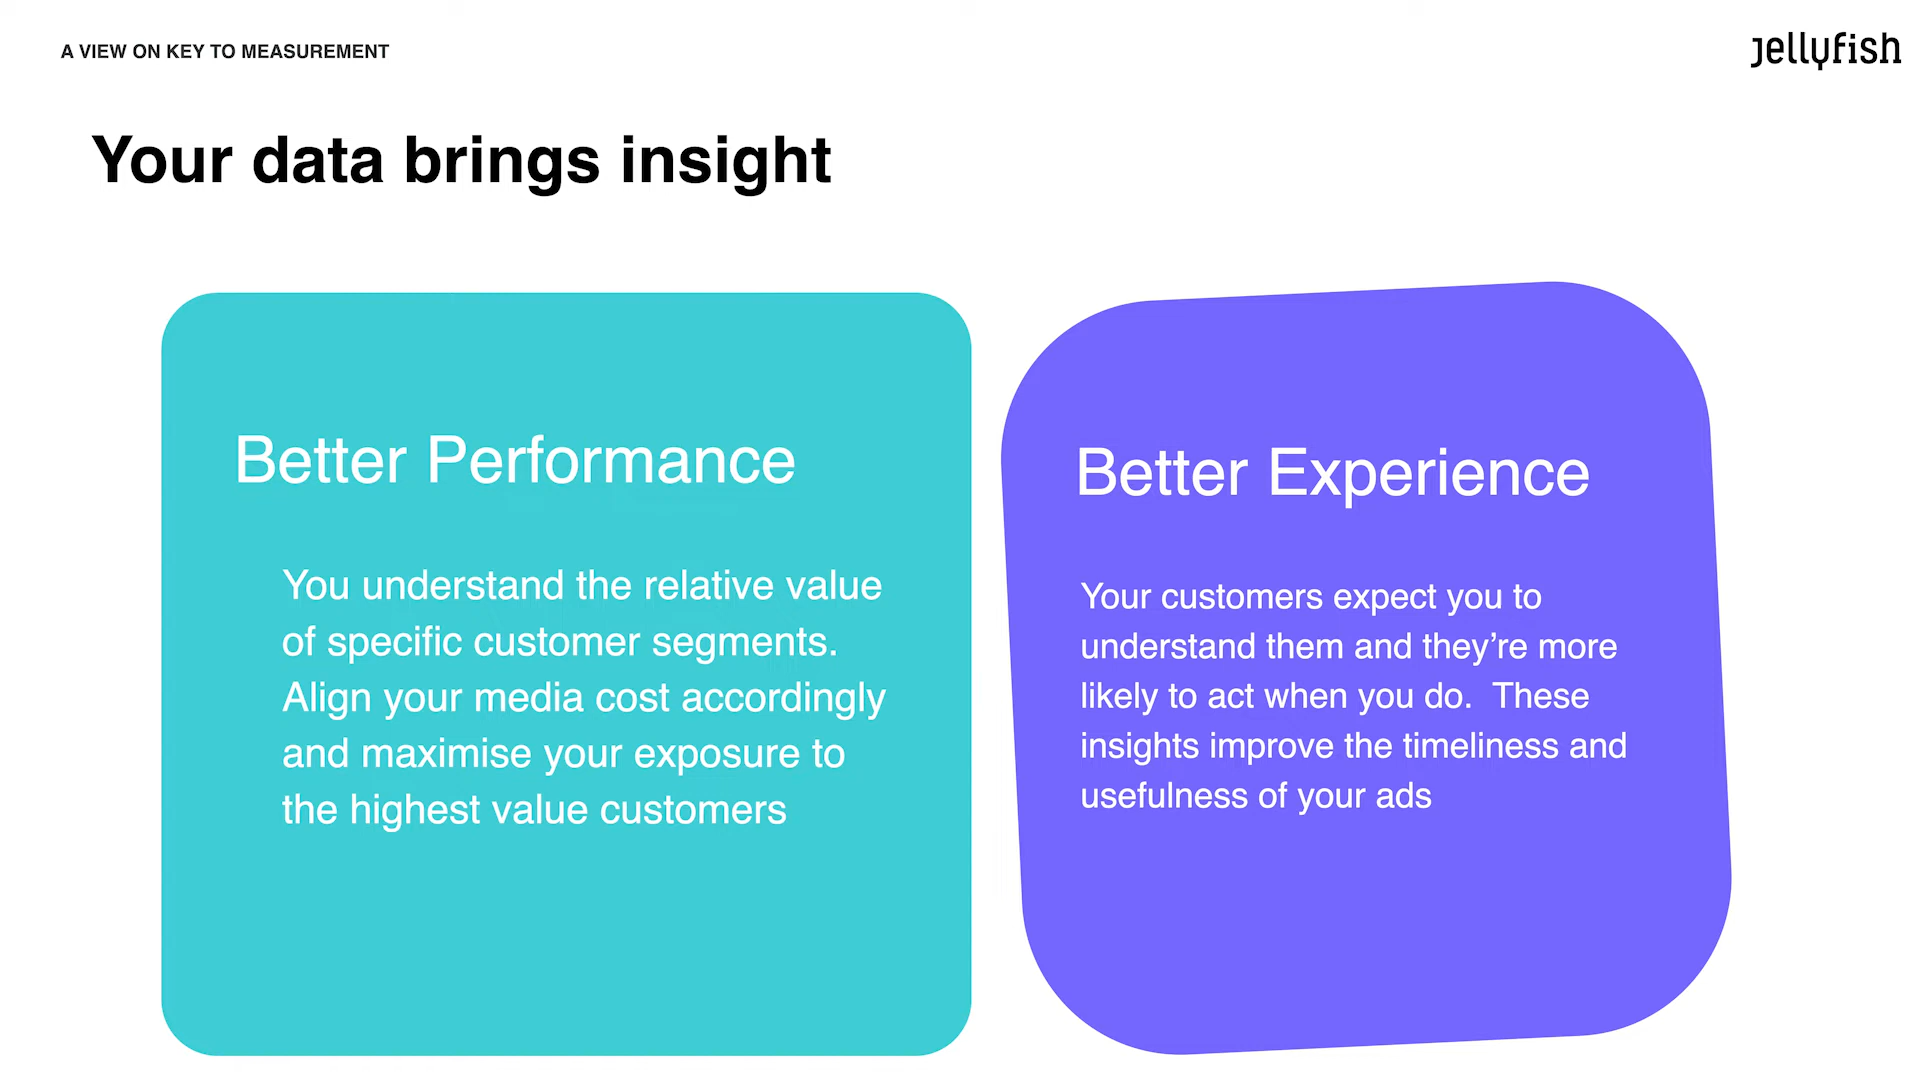 A VIEW ON KEY TO MEASUREMENT
jellyfish
Your data brings insight
Better Performance
You understand the relative value
of specific customer segments.
Align your media cost accordingly
and maximise your exposure to
the highest value customers
Better Experience
Your customers expect you to
understand them and they’re more
likely to act when you do.  These
insights improve the timeliness and
usefulness of your ads